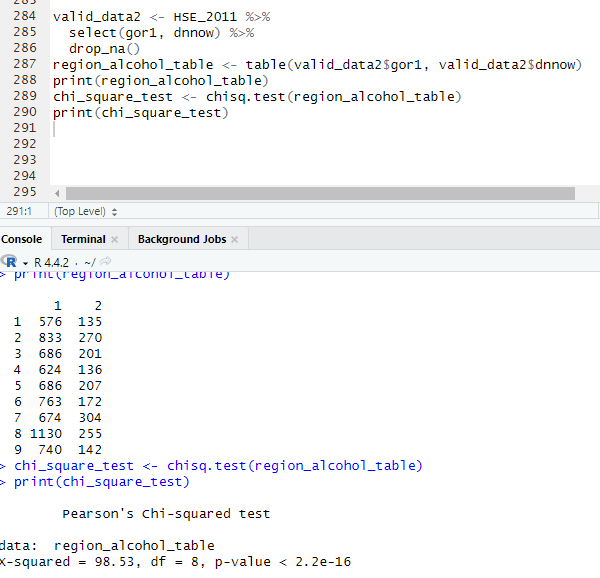 284 valid_data2 <- HSE_2011 %>%
285 select(gor1, dnnow) %>%
286 drop_na()
287 region_alcohol_table <- table(valid_data2$gor1, valid_data2$dnnow)
288 print(region_alcohol_table)
289 chi_square_test <- chisq.test(region_alcohol_table)
290 print(chi_square_test)
291
292
293
294
295
291:1 (Top Level)
Console Terminal Background Jobs
R R 4.4.2 · ~/
> print(region_alcohol_table)
1 2
1 576 135
2 833 270
3 686 201
4 624 136
5 686 207
6 763 172
7 674 304
8 1130 255
9 740 142
> chi_square_test <- chisq.test(region_alcohol_table)
> print(chi_square_test)
Pearson's Chi-squared test
data: region_alcohol_table
X-squared = 98.53, df = 8, p-value < 2.2e-16